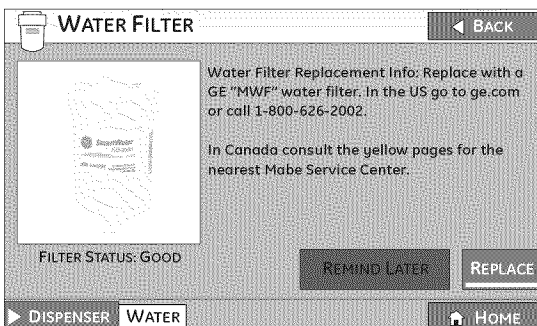 WATER FILTER
BACK
Water Filter Replacement Info: Replace with a
GE "MWF" water filter. In the US go to ge.com
or call 1-800-626-2002.
In Canada consult the yellow pages for the
nearest Mabe Service Center.
SmartWater
FILTER STATUS: GOOD
REMIND LATER
REPLACE
DISPENSER
WATER
HOME